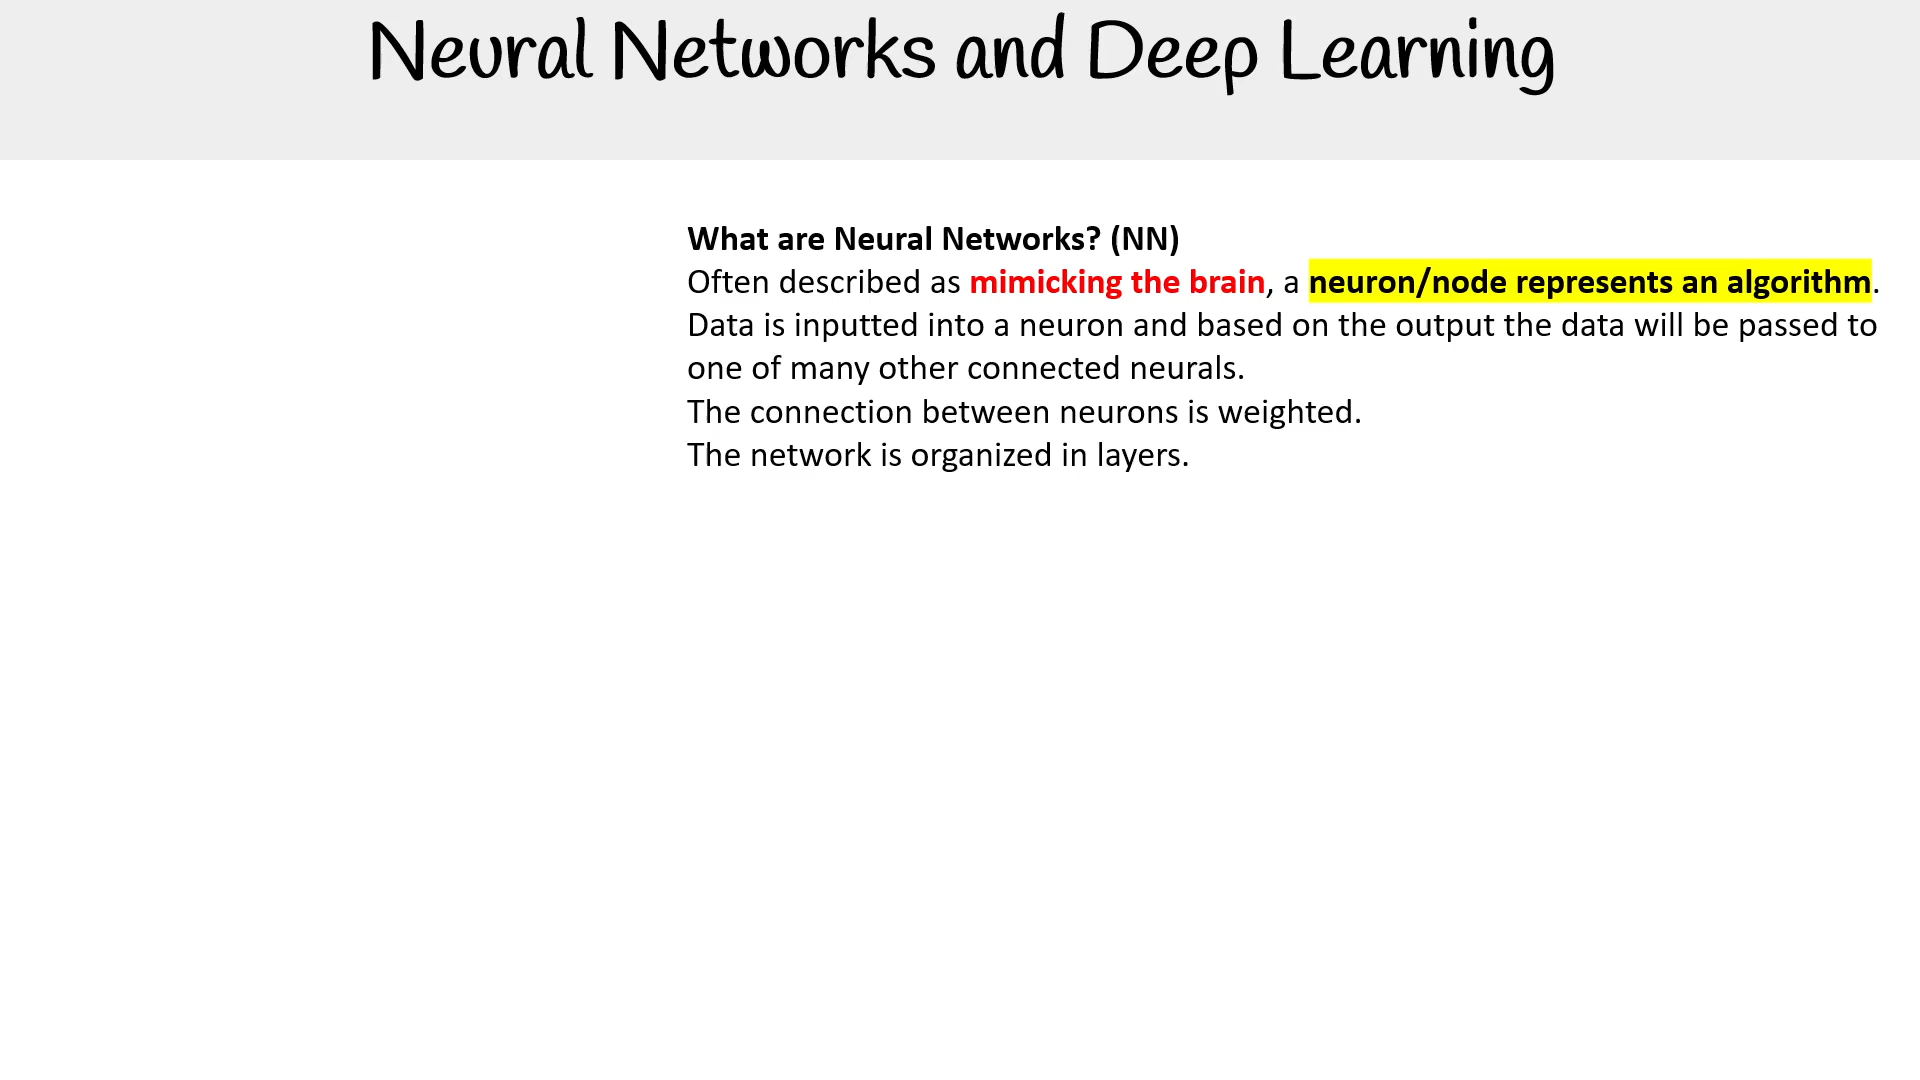 Neural Networks and Deep Learning
What are Neural Networks? (NN)
Often described as mimicking the brain, a neuron/node represents an algorithm.
Data is inputted into a neuron and based on the output the data will be passed to
one of many other connected neurals.
The connection between neurons is weighted.
The network is organized in layers.